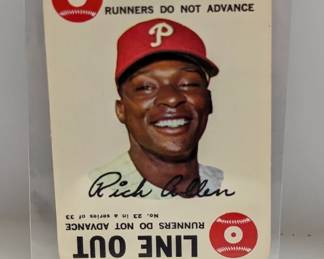 RUNNERS DO NOT ADVANCE
P
Rich Allen
No. 23 in a series of 33
RUNNERS DO NOT ADVANCE
LINE OUT